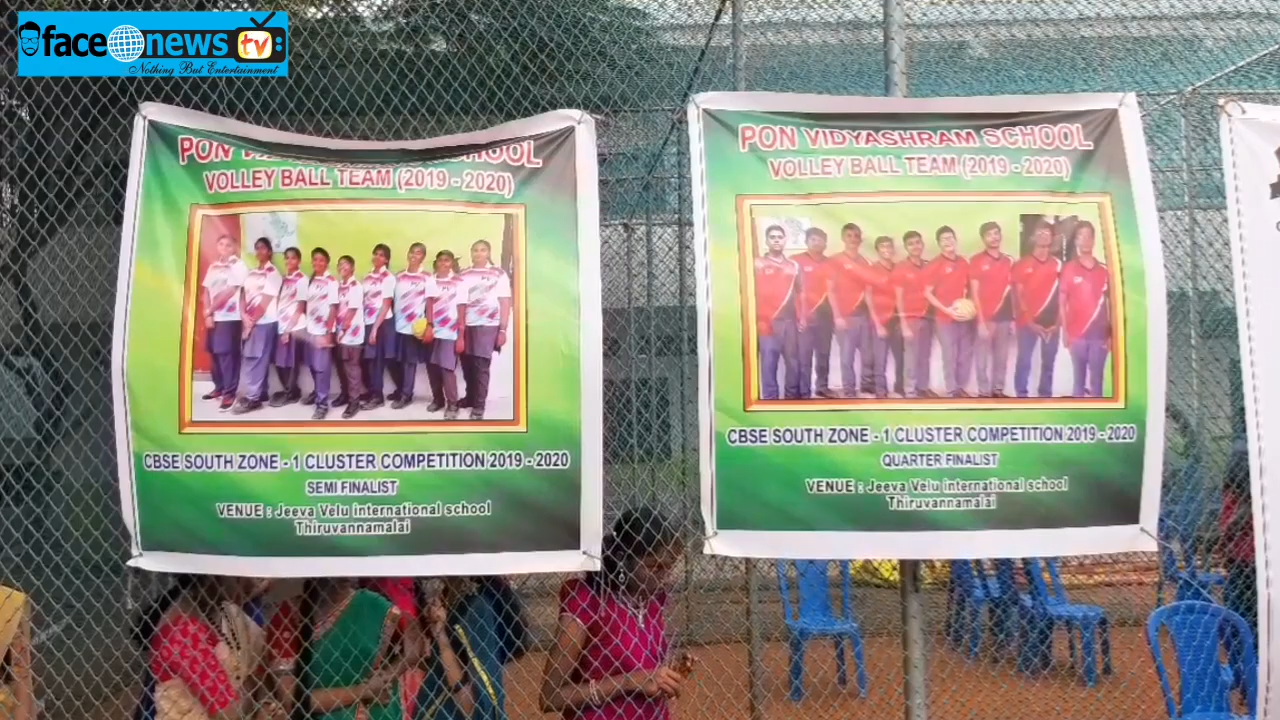 face news tv
Nothing But Entertainment
PON SCHOOL
VOLLEY BALL TEAM (2019 - 2020)
CBSE SOUTH ZONE - 1 CLUSTER COMPETITION 2019 - 2020
SEMI FINALIST
VENUE : Jeeva Velu international school
Thiruvannamalai
PON VIDYASHRAM SCHOOL
VOLLEY BALL TEAM (2019 - 2020)
CBSE SOUTH ZONE - 1 CLUSTER COMPETITION 2019 - 2020
QUARTER FINALIST
VENUE : Jeeva Velu international school
Thiruvannamalai